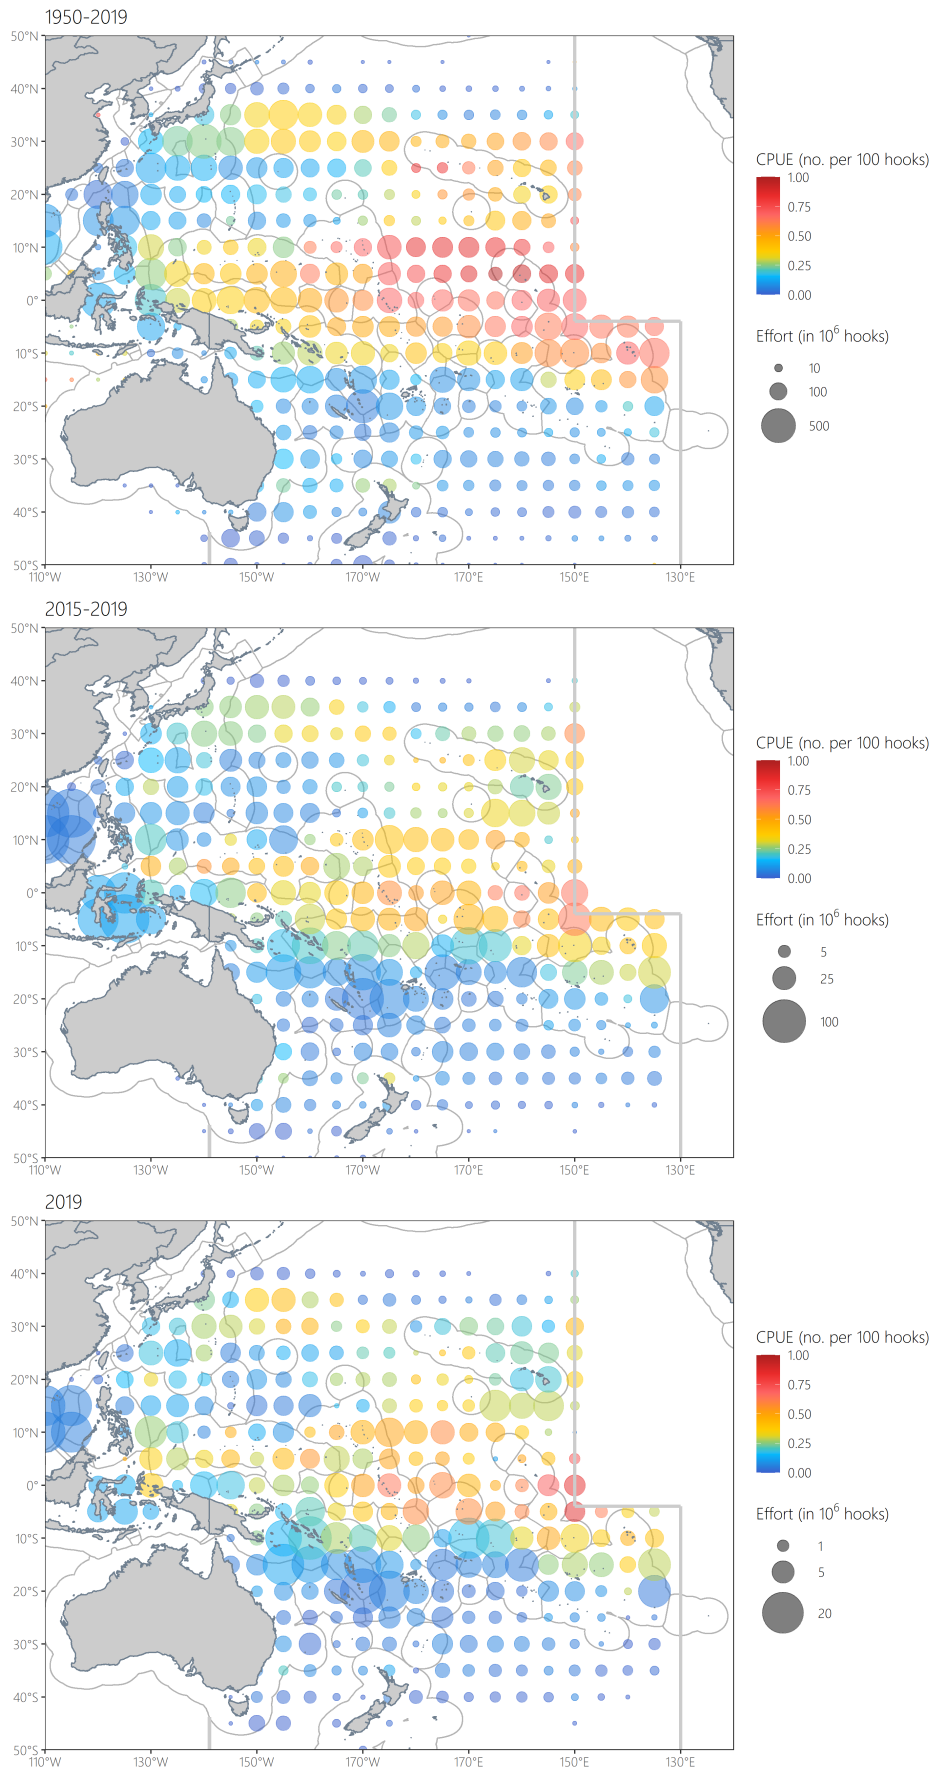 1950-2019
50°N
40°N
30°N
20°N
10°N
0°
10°S
20°S
30°S
40°S
50°S
110°W 130°W 150°W 170°W 170°E 150°E 130°E
CPUE (no. per 100 hooks)
1.00
0.75
0.50
0.25
0.00
Effort (in 10⁶ hooks)
10
100
500
2015-2019
50°N
40°N
30°N
20°N
10°N
0°
10°S
20°S
30°S
40°S
50°S
110°W 130°W 150°W 170°W 170°E 150°E 130°E
CPUE (no. per 100 hooks)
1.00
0.75
0.50
0.25
0.00
Effort (in 10⁶ hooks)
5
25
100
2019
50°N
40°N
30°N
20°N
10°N
0°
10°S
20°S
30°S
40°S
50°S
110°W 130°W 150°W 170°W 170°E 150°E 130°E
CPUE (no. per 100 hooks)
1.00
0.75
0.50
0.25
0.00
Effort (in 10⁶ hooks)
1
5
20